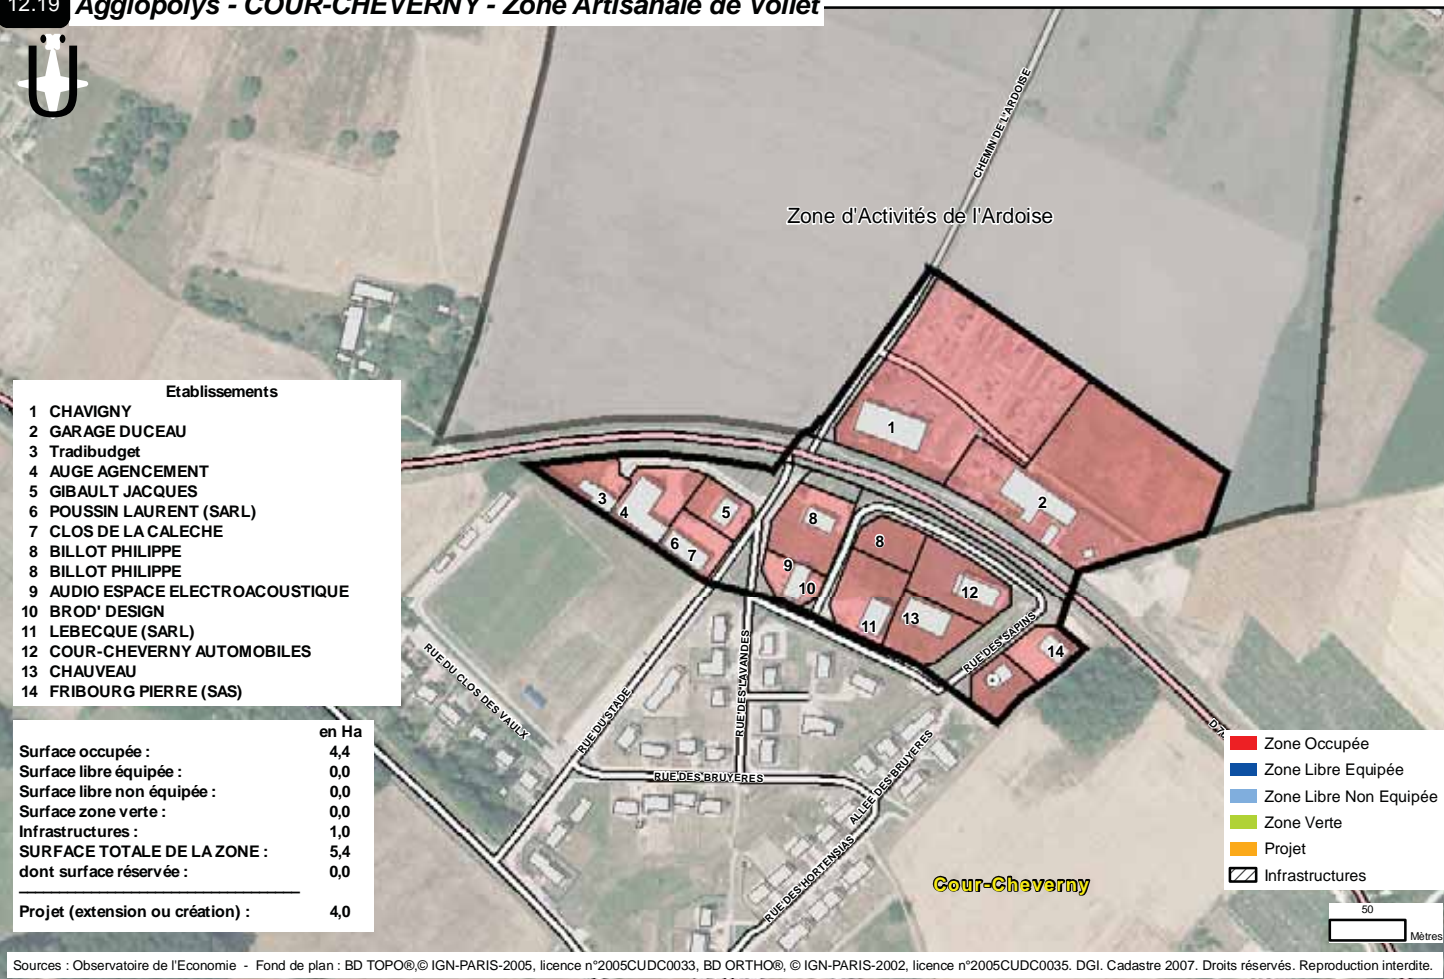 12.19 Agglopolys - COUR-CHEVERNY - Zone Artisanale de Vollet
CHEMIN DE L'ARDOISE
Zone d'Activités de l'Ardoise
Etablissements
1 CHAVIGNY
2 GARAGE DUCEAU
3 Tradibudget
4 AUGE AGENCEMENT
5 GIBAULT JACQUES
6 POUSSIN LAURENT (SARL)
7 CLOS DE LA CALECHE
8 BILLOT PHILIPPE
8 BILLOT PHILIPPE
9 AUDIO ESPACE ELECTROACOUSTIQUE
10 BROD' DESIGN
11 LEBECQUE (SARL)
12 COUR-CHEVERNY AUTOMOBILES
13 CHAUVEAU
14 FRIBOURG PIERRE (SAS)
1
2
3
4
5
6
7
8
8
9
10
11
12
13
14
RUE DES SAPINS
RUE DU CLOS DES VAULX
RUE DU STADE
RUE DES LAVANDES
RUE DES BRUYERES
ALLEE DES BRUYERES
RUE DES HORTENSIAS
Cour-Cheverny
en Ha
Surface occupée : 4,4
Surface libre équipée : 0,0
Surface libre non équipée : 0,0
Surface zone verte : 0,0
Infrastructures : 1,0
SURFACE TOTALE DE LA ZONE : 5,4
dont surface réservée : 0,0
Projet (extension ou création) : 4,0
Zone Occupée
Zone Libre Equipée
Zone Libre Non Equipée
Zone Verte
Projet
Infrastructures
50
Mètres
Sources : Observatoire de l'Economie - Fond de plan : BD TOPO®,© IGN-PARIS-2005, licence n°2005CUDC0033, BD ORTHO®, © IGN-PARIS-2002, licence n°2005CUDC0035. DGI. Cadastre 2007. Droits réservés. Reproduction interdite.